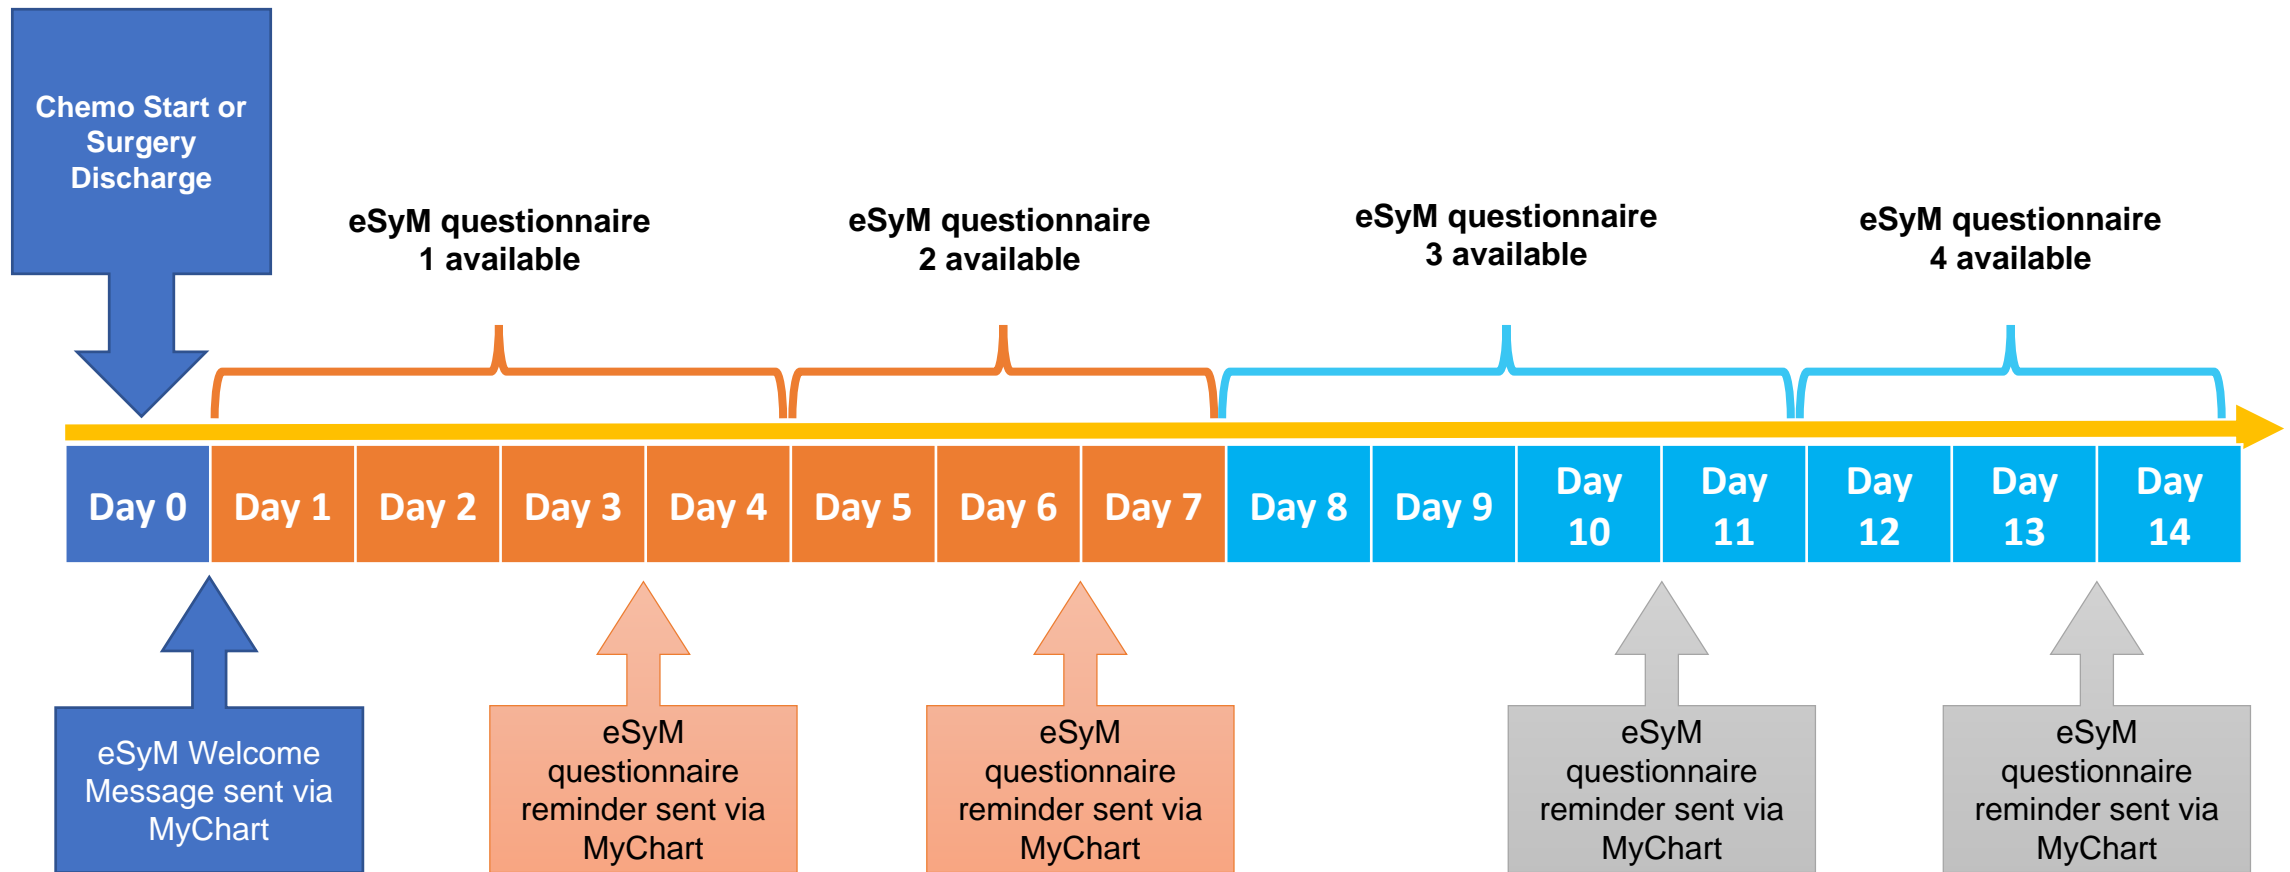 Chemo Start or
Surgery
Discharge
eSyM questionnaire
1 available
eSyM questionnaire
2 available
eSyM questionnaire
3 available
eSyM questionnaire
4 available
Day 0
Day 1
Day 2
Day 3
Day 4
Day 5
Day 6
Day 7
Day 8
Day 9
Day
10
Day
11
Day
12
Day
13
Day
14
eSyM Welcome
Message sent via
MyChart
eSyM
questionnaire
reminder sent via
MyChart
eSyM
questionnaire
reminder sent via
MyChart
eSyM
questionnaire
reminder sent via
MyChart
eSyM
questionnaire
reminder sent via
MyChart